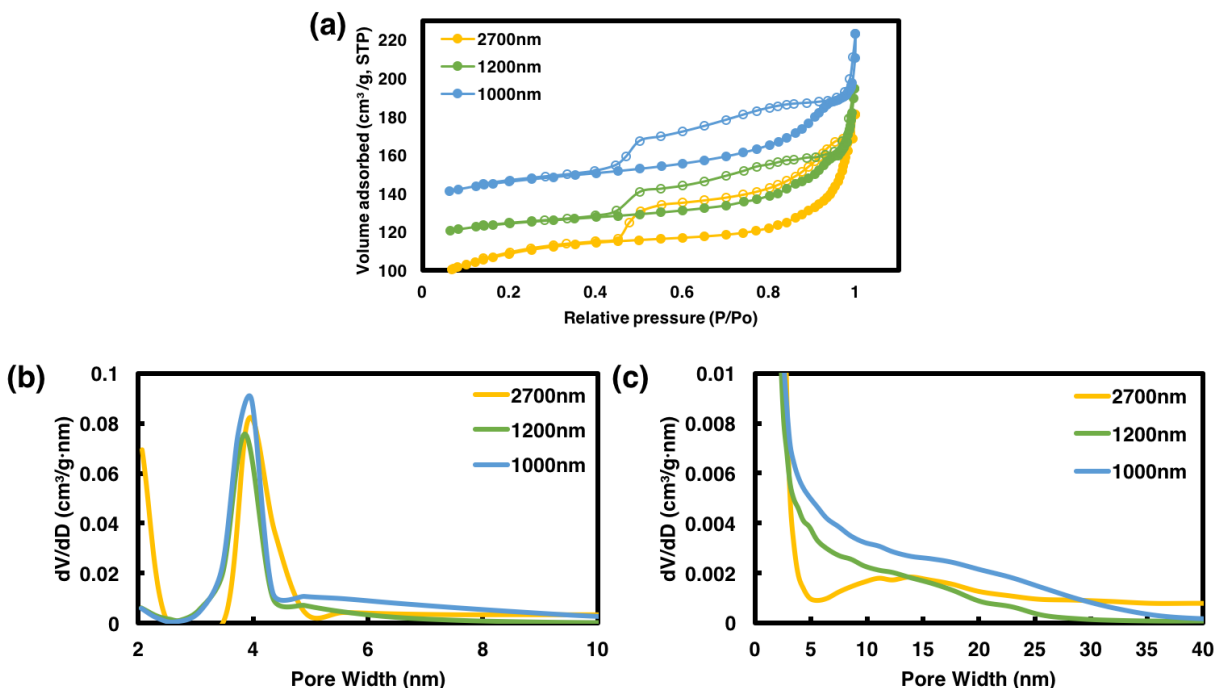 (a)
Volume adsorbed (cm³/g, STP)
220
200
180
160
140
120
100
2700nm
1200nm
1000nm
0
0.2
0.4
0.6
0.8
1
Relative pressure (P/Po)
(b)
dV/dD (cm³/g·nm)
0.1
0.08
0.06
0.04
0.02
0
2700nm
1200nm
1000nm
2
4
6
8
10
Pore Width (nm)
(c)
dV/dD (cm³/g·nm)
0.01
0.008
0.006
0.004
0.002
0
2700nm
1200nm
1000nm
0
5
10
15
20
25
30
35
40
Pore Width (nm)